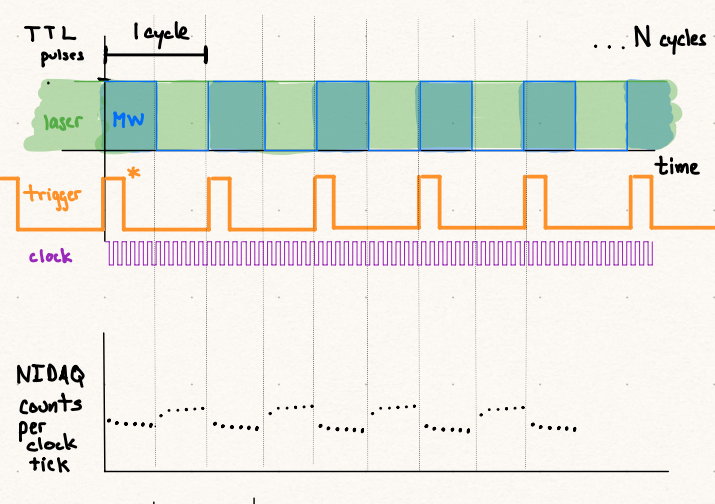 TTL
pulses
1 cycle
... N cycles
laser
MW
time
trigger
*
clock
NIDAQ
counts
per
clock
tick